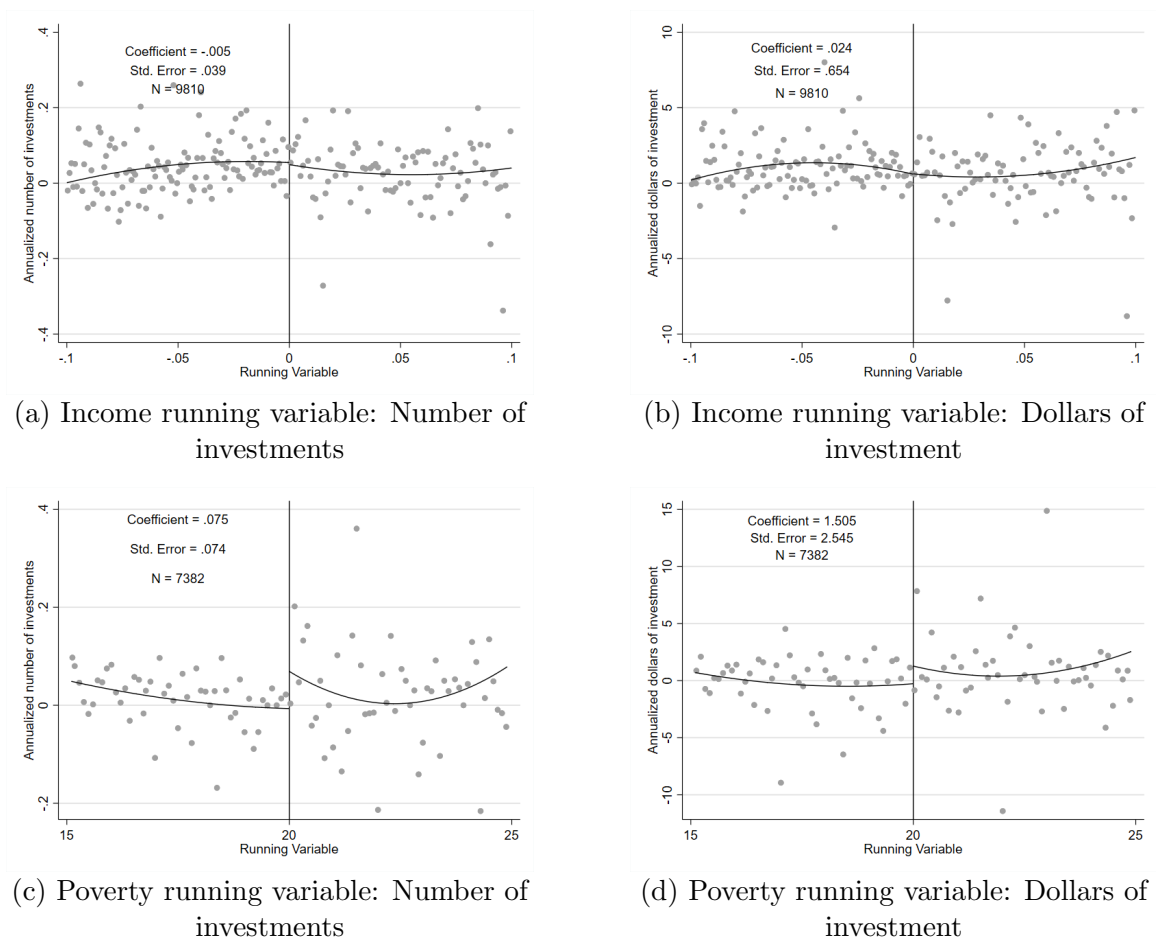 Coefficient = -.005
Std. Error = .039
N = 9810
Annualized number of investments
.4
.2
0
-.2
-.4
-.1
-.05
0
.05
.1
Running Variable
(a) Income running variable: Number of
investments
Coefficient = .024
Std. Error = .654
N = 9810
Annualized dollars of investment
10
5
0
-5
-10
-.1
-.05
0
.05
.1
Running Variable
(b) Income running variable: Dollars of
investment
Coefficient = .075
Std. Error = .074
N = 7382
Annualized number of investments
.4
.2
0
-.2
15
20
25
Running Variable
(c) Poverty running variable: Number of
investments
Coefficient = 1.505
Std. Error = 2.545
N = 7382
Annualized dollars of investment
15
10
5
0
-5
-10
15
20
25
Running Variable
(d) Poverty running variable: Dollars of
investment